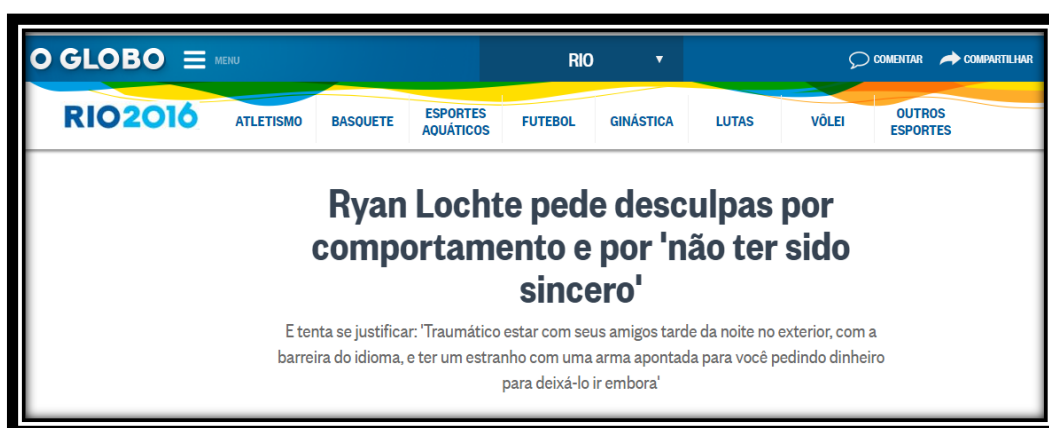 O GLOBO MENU RIO COMENTAR COMPARTILHAR
RIO2016 ATLETISMO BASQUETE ESPORTES AQUÁTICOS FUTEBOL GINÁSTICA LUTAS VÔLEI OUTROS ESPORTES
Ryan Lochte pede desculpas por
comportamento e por 'não ter sido
sincero'
E tenta se justificar: 'Traumático estar com seus amigos tarde da noite no exterior, com a
barreira do idioma, e ter um estranho com uma arma apontada para você pedindo dinheiro
para deixá-lo ir embora'